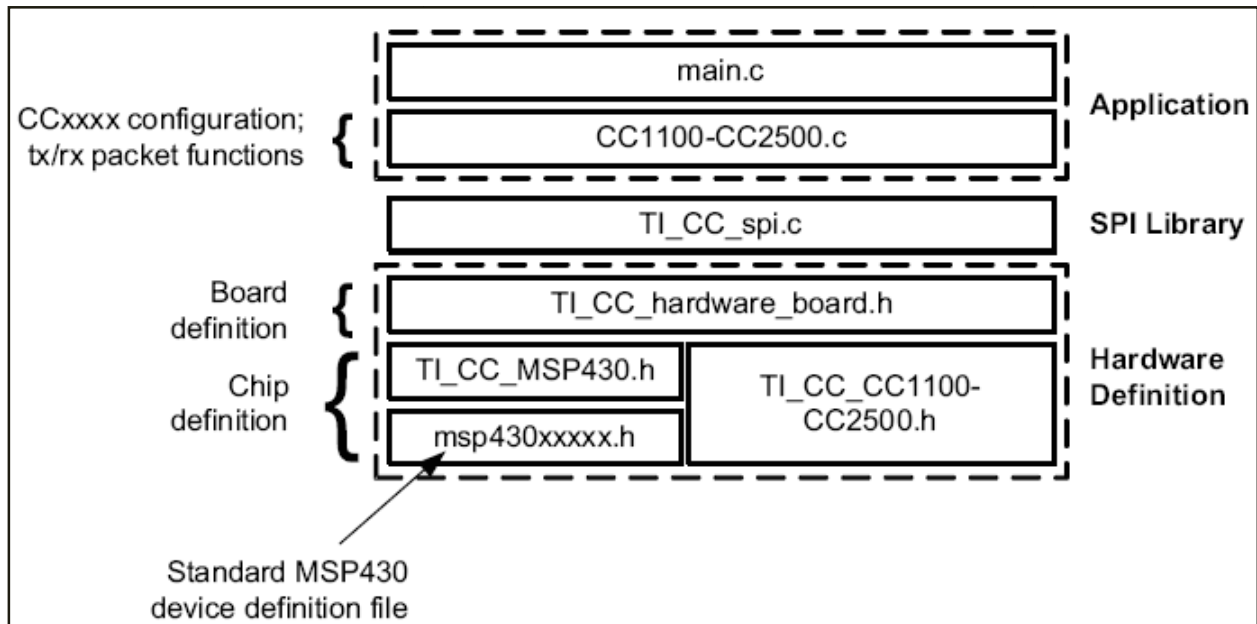 main.c
Application
CCxxxx configuration;
tx/rx packet functions
CC1100-CC2500.c
TI_CC_spi.c
SPI Library
Board
definition
TI_CC_hardware_board.h
Hardware
Definition
Chip
definition
TI_CC_MSP430.h
TI_CC_CC1100-
CC2500.h
msp430xxxxx.h
Standard MSP430
device definition file